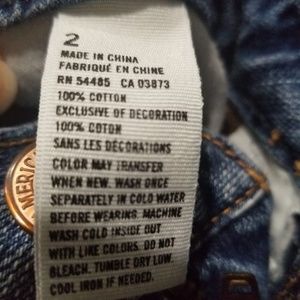 2
MADE IN CHINA
FABRIQUÉ EN CHINE
RN 54485 CA 03873
100% COTTON
EXCLUSIVE OF DECORATION
100% COTTON
SANS LES DÉCORATIONS
COLOR MAY TRANSFER
WHEN NEW. WASH ONCE
SEPARATELY IN COLD WATER
BEFORE WEARING. MACHINE
WASH COLD INSIDE OUT
WITH LIKE COLORS. DO NOT
BLEACH. TUMBLE DRY LOW.
COOL IRON IF NEEDED.
AMERIC